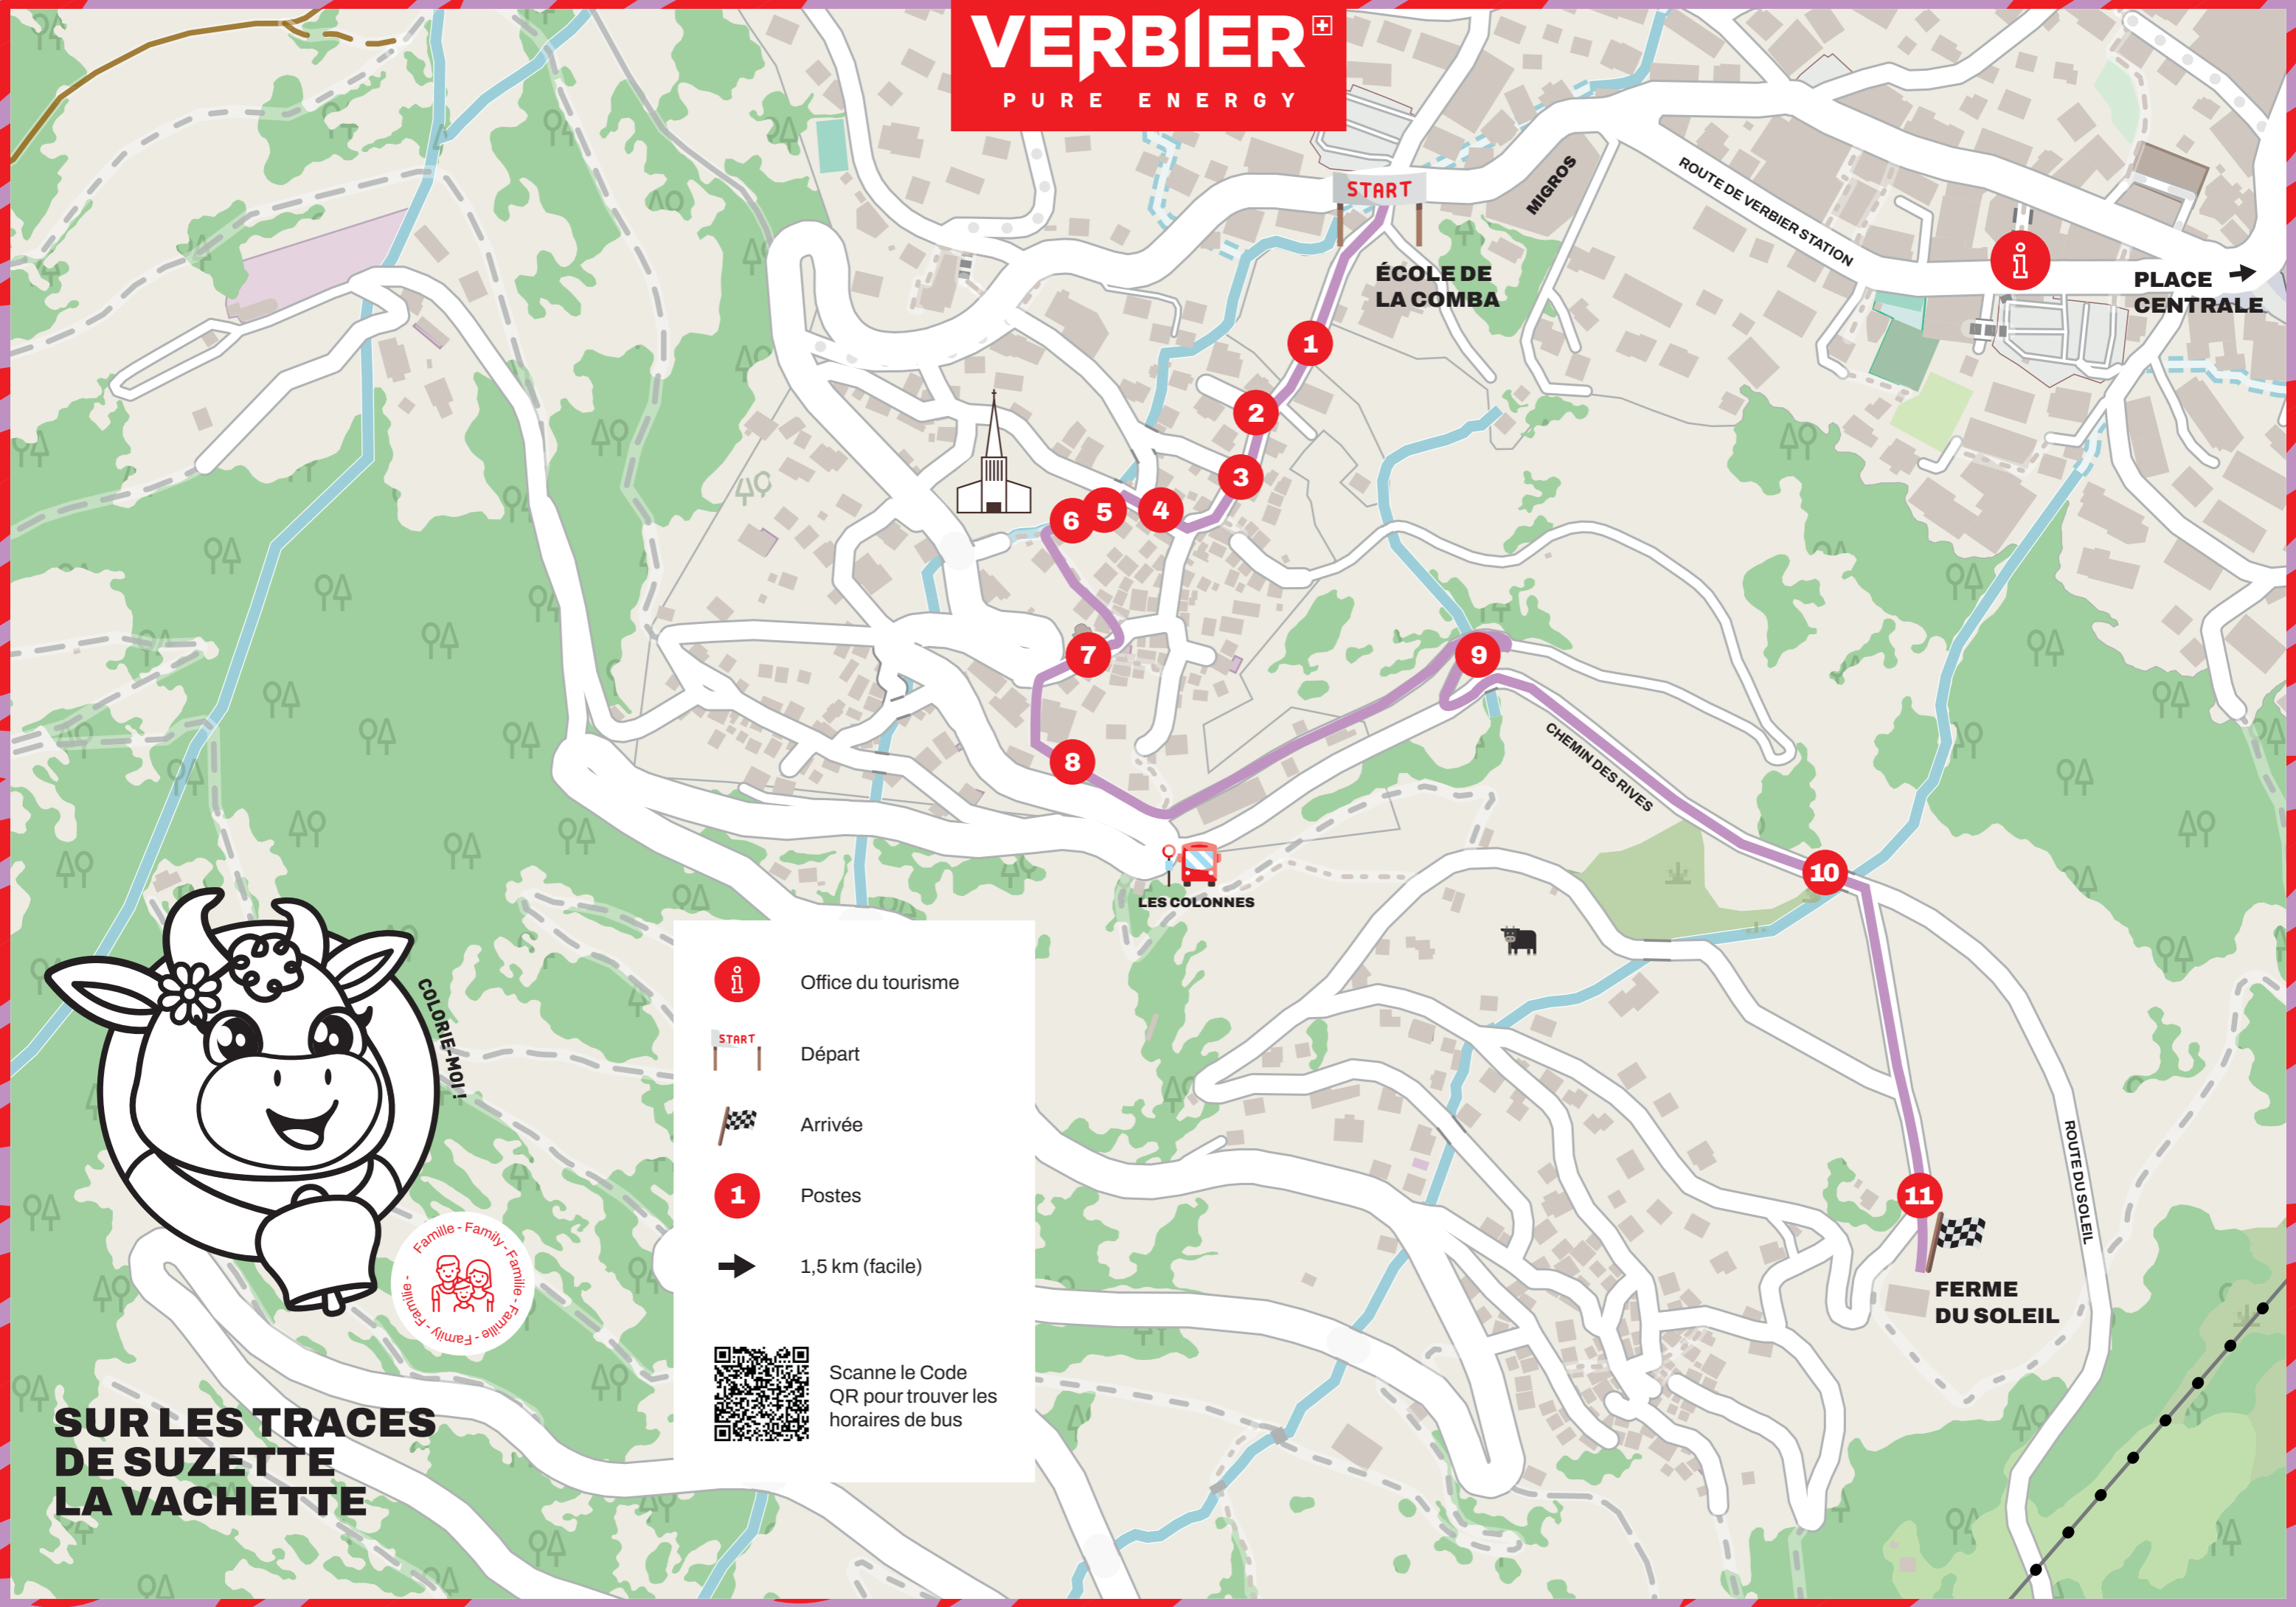 VERBIER
PURE ENERGY
START
MIGROS
ROUTE DE VERBIER STATION
i
PLACE
CENTRALE
ÉCOLE DE
LA COMBA
1
2
3
4
5
6
7
8
9
CHEMIN DES RIVES
10
LES COLONNES
11
ROUTE DU SOLEIL
FERME
DU SOLEIL
COLORIE-MOI !
Famille - Family - Familie - Famille - Family - Familie -
i Office du tourisme
START Départ
Arrivée
1 Postes
1,5 km (facile)
Scanne le Code
QR pour trouver les
horaires de bus
SUR LES TRACES
DE SUZETTE
LA VACHETTE